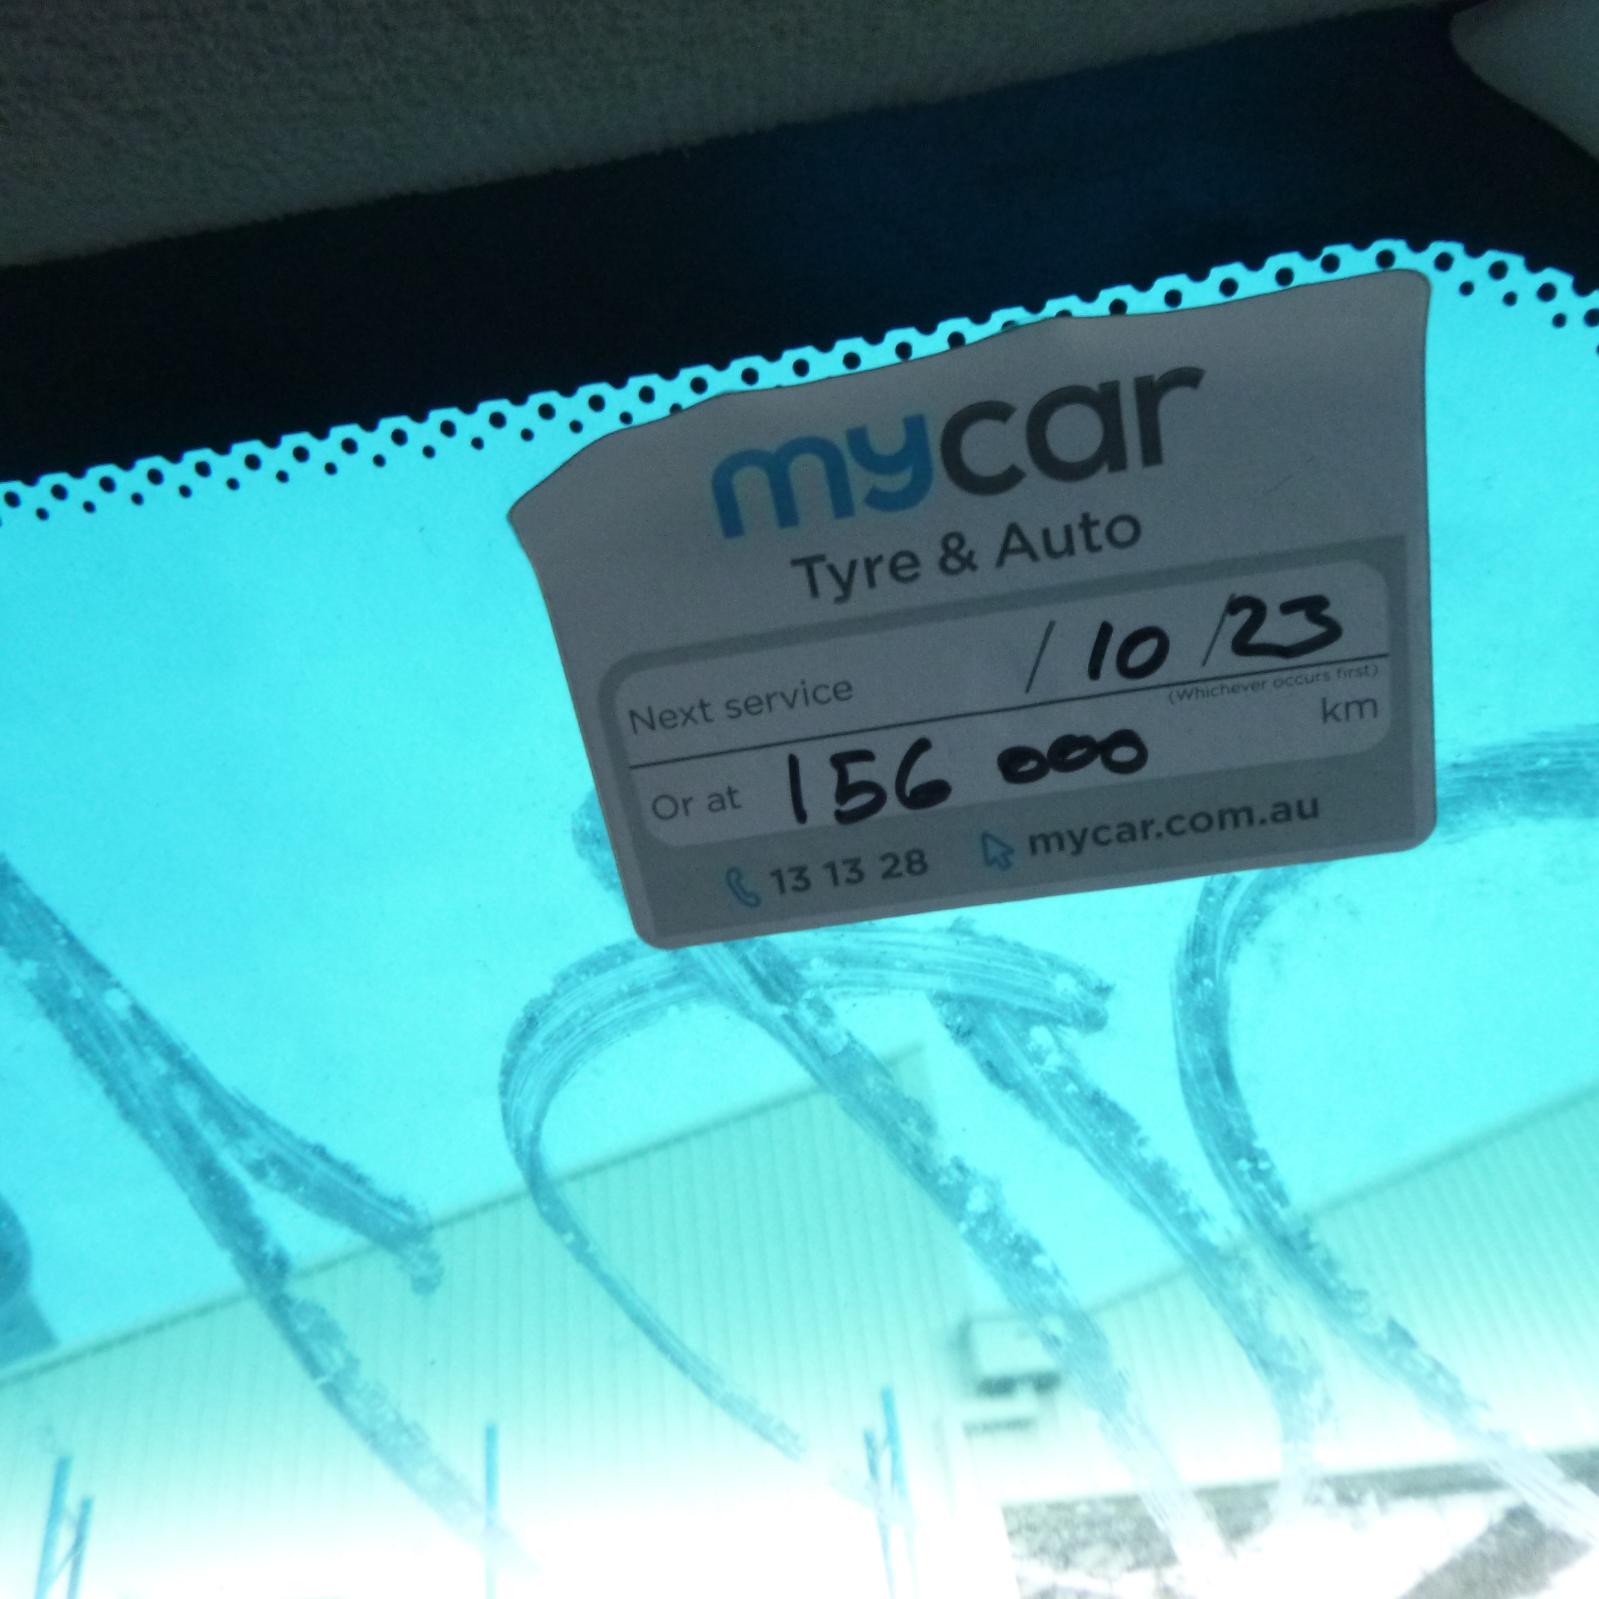 mycar
Tyre & Auto
Next service / 10 / 23
(Whichever occurs first)
Or at 156 000 km
13 13 28 mycar.com.au